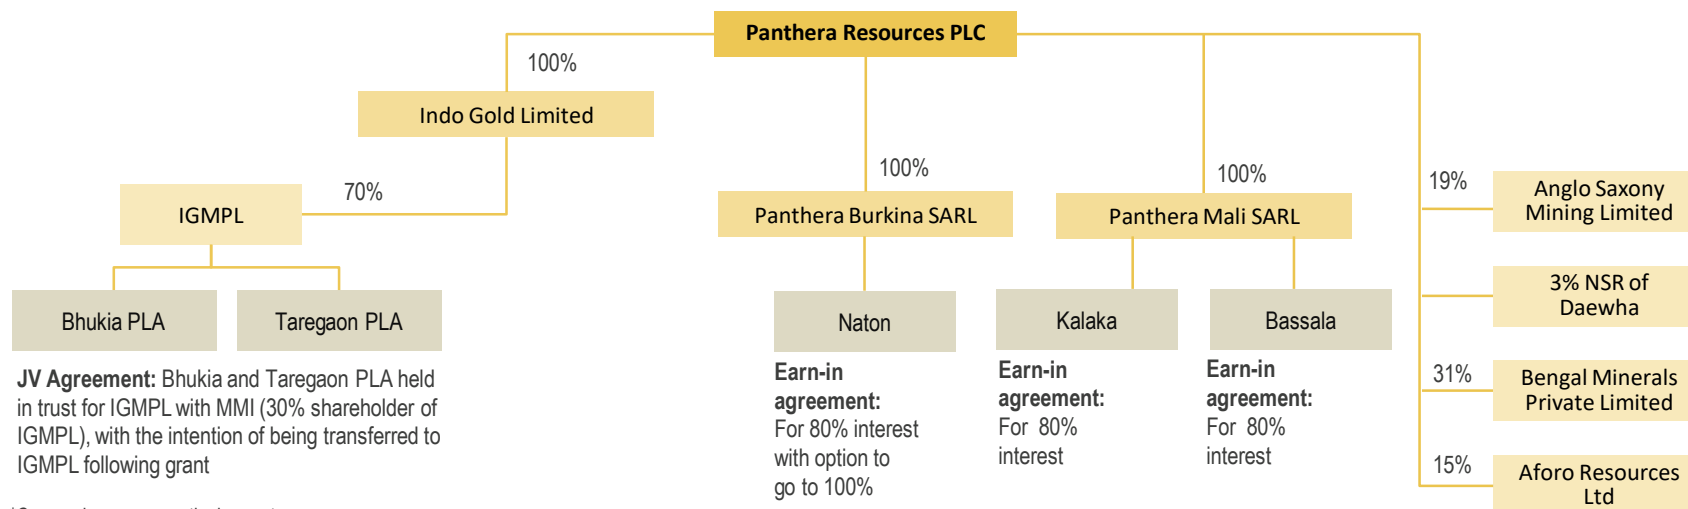 Panthera Resources PLC
100%
Indo Gold Limited
70%
IGMPL
Bhukia PLA
Taregaon PLA
JV Agreement: Bhukia and Taregaon PLA held
in trust for IGMPL with MMI (30% shareholder of
IGMPL), with the intention of being transferred to
IGMPL following grant
100%
Panthera Burkina SARL
Naton
Earn-in
agreement:
For 80% interest
with option to
go to 100%
100%
Panthera Mali SARL
Kalaka
Earn-in
agreement:
For 80%
interest
Bassala
Earn-in
agreement:
For 80%
interest
19%
Anglo Saxony
Mining Limited
3% NSR of
Daewha
31%
Bengal Minerals
Private Limited
15%
Aforo Resources
Ltd